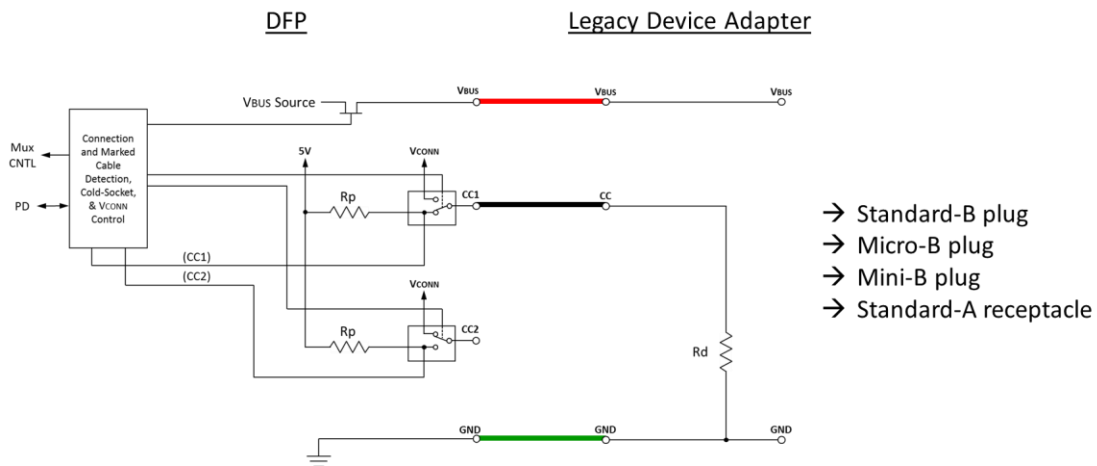 DFP
Legacy Device Adapter
VBUS Source
VBUS
VBUS
VBUS
Connection
and Marked
Cable
Detection,
Cold-Socket,
& VCONN
Control
Mux
CNTL
PD
5V
VCONN
Rp
CC1
CC
(CC1)
(CC2)
VCONN
Rp
CC2
Rd
GND
GND
GND
→ Standard-B plug
→ Micro-B plug
→ Mini-B plug
→ Standard-A receptacle